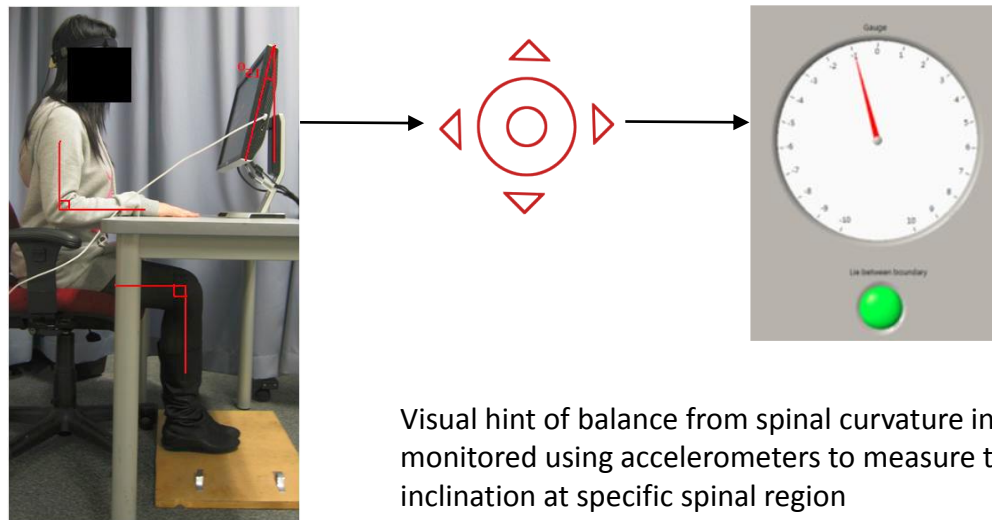 Gauge
-1 0 1
-2 2
-3 3
-4 4
-5 5
-6 6
-7 7
-8 8
-9 9
-10 10
Lie between boundary
Visual hint of balance from spinal curvature in
monitored using accelerometers to measure t
inclination at specific spinal region